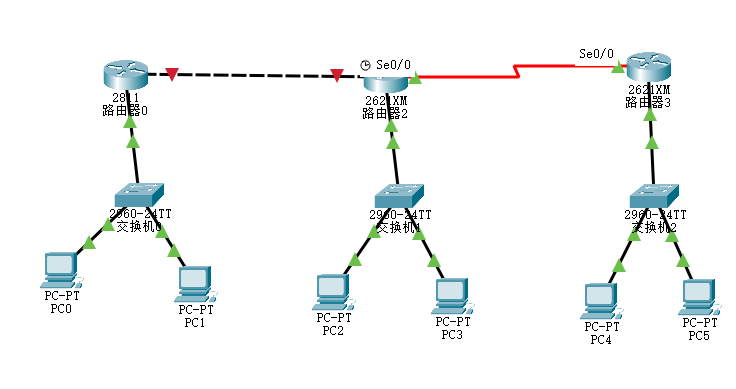 Se0/0
Se0/0
2811
路由器0
2621XM
路由器2
2621XM
路由器3
2960-24TT
交换机0
2960-24TT
交换机1
2960-24TT
交换机2
PC-PT
PC0
PC-PT
PC1
PC-PT
PC2
PC-PT
PC3
PC-PT
PC4
PC-PT
PC5